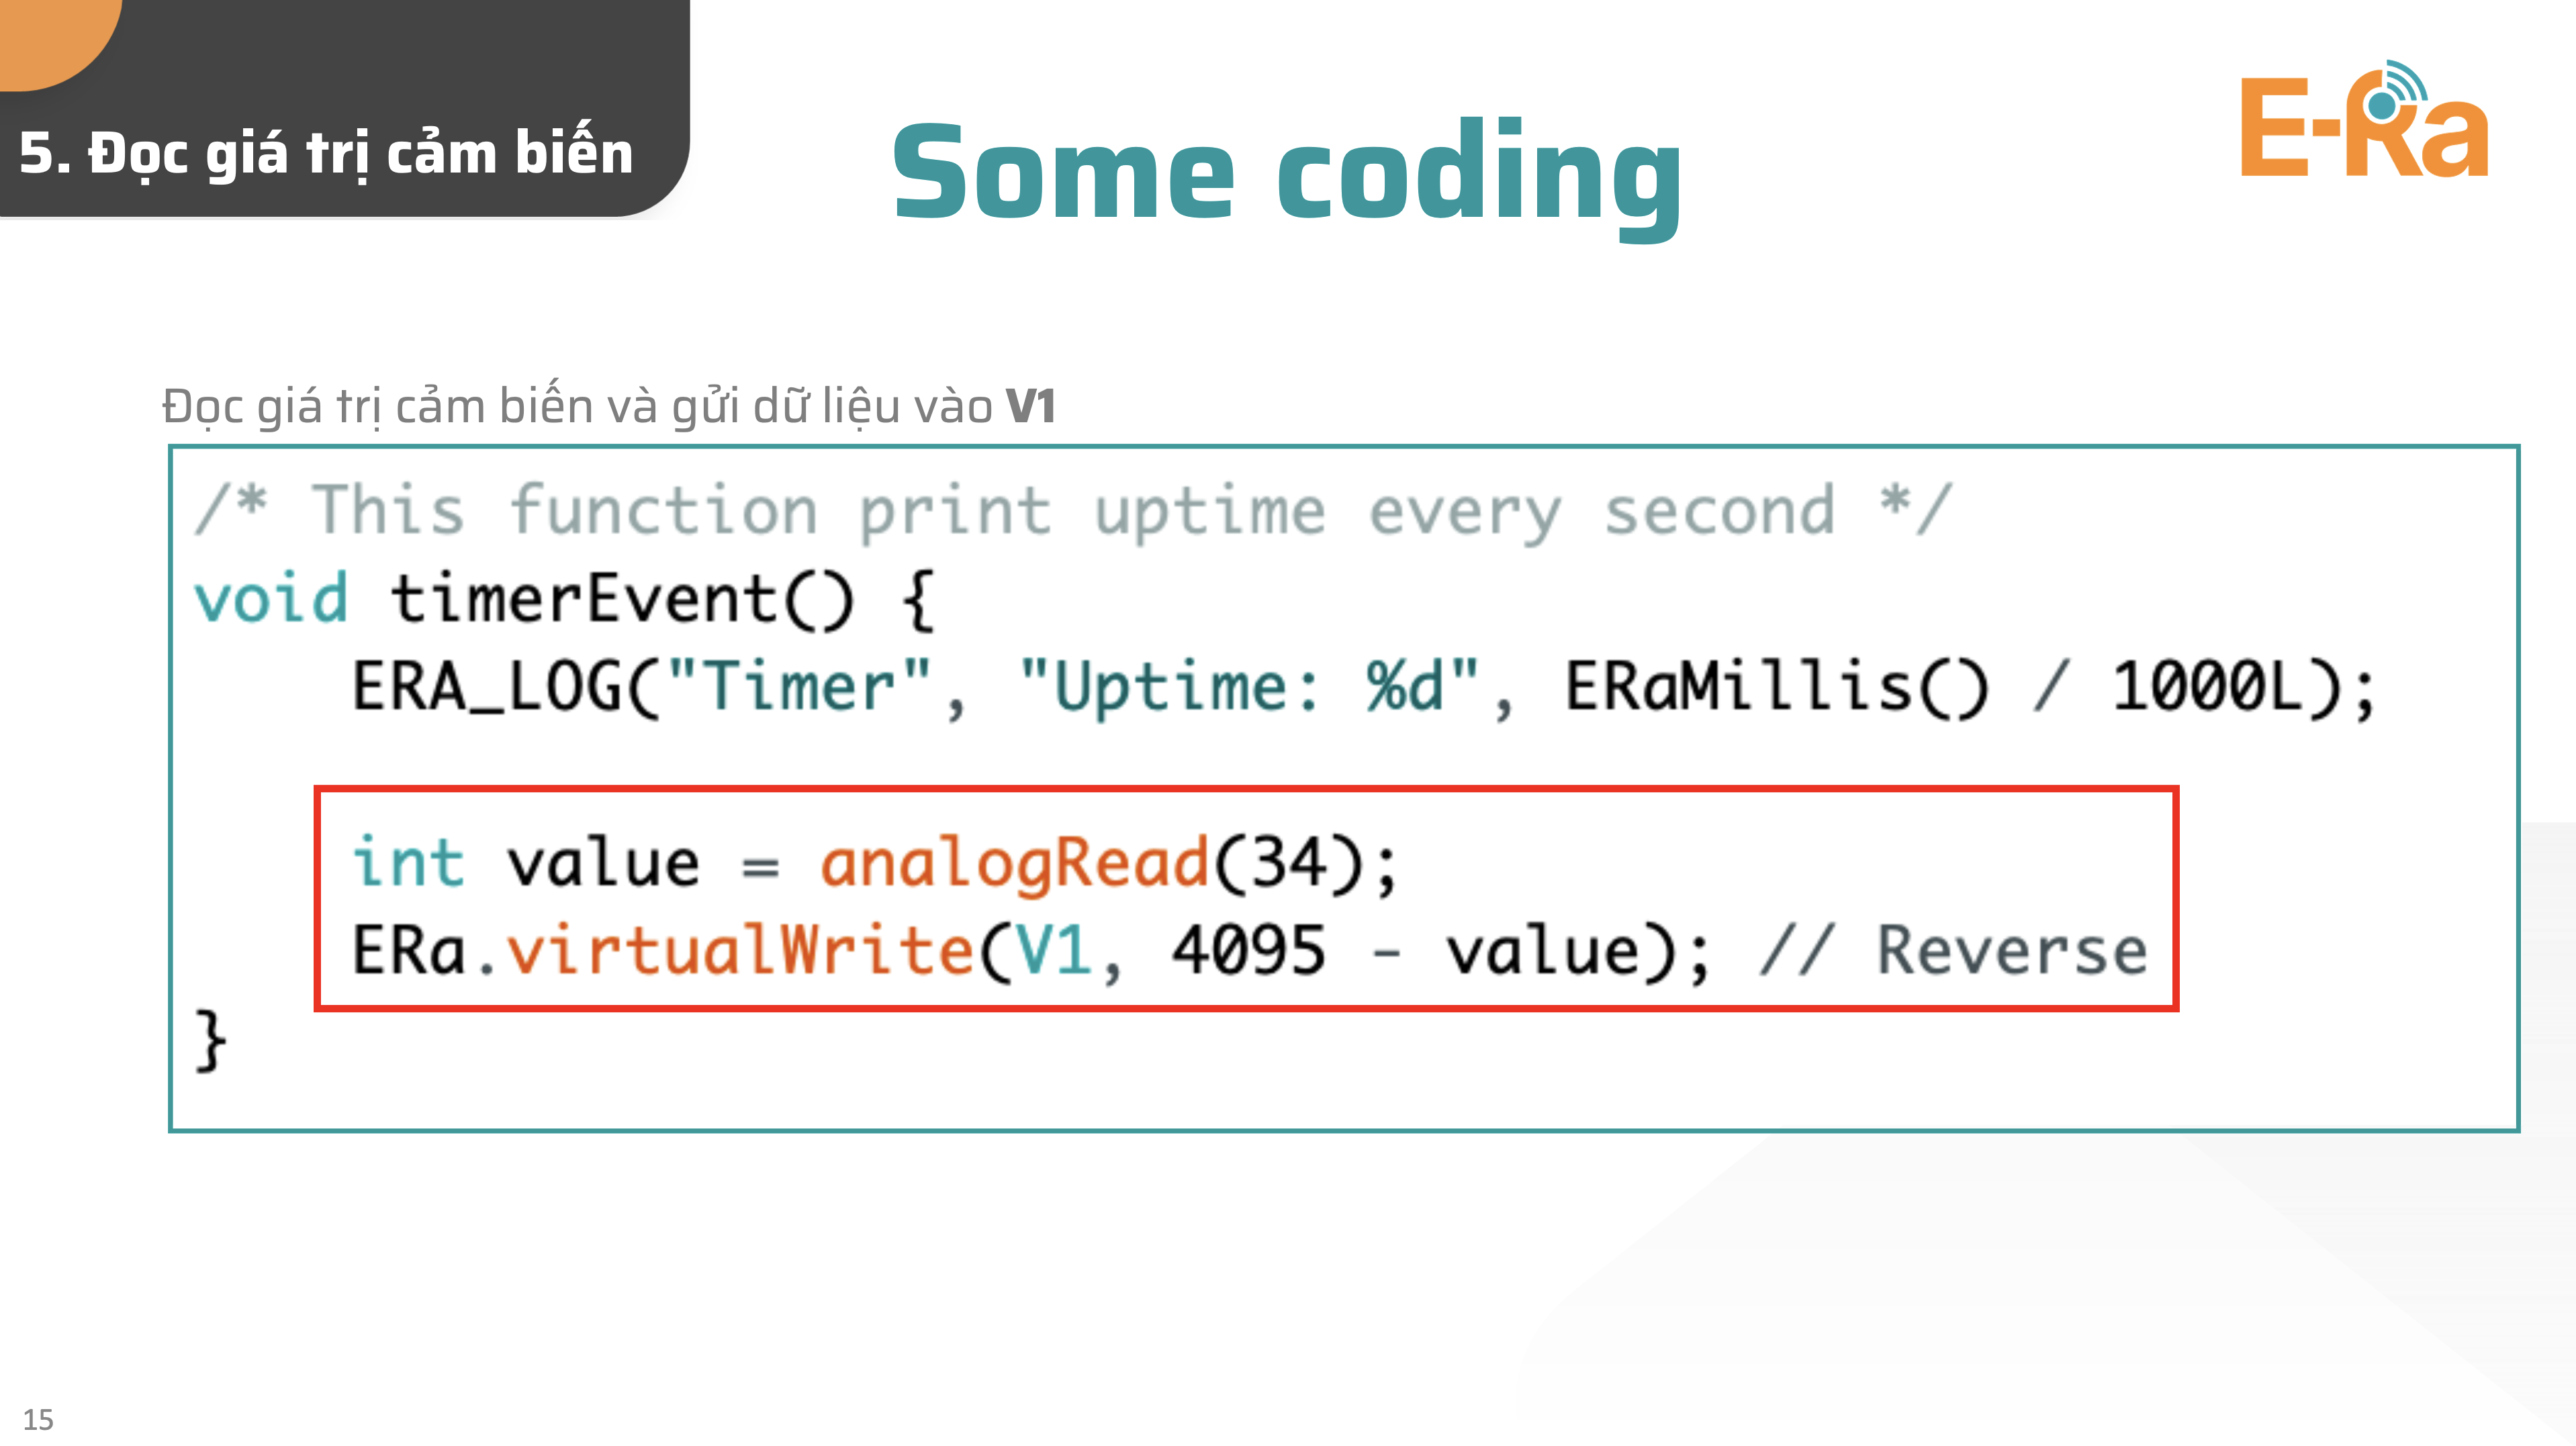 5. Đọc giá trị cảm biến
Some coding
E-Ra
Đọc giá trị cảm biến và gửi dữ liệu vào V1
/* This function print uptime every second */
void timerEvent() {
    ERA_LOG("Timer", "Uptime: %d", ERaMillis() / 1000L);
    int value = analogRead(34);
    ERa.virtualWrite(V1, 4095 - value); // Reverse
}
15